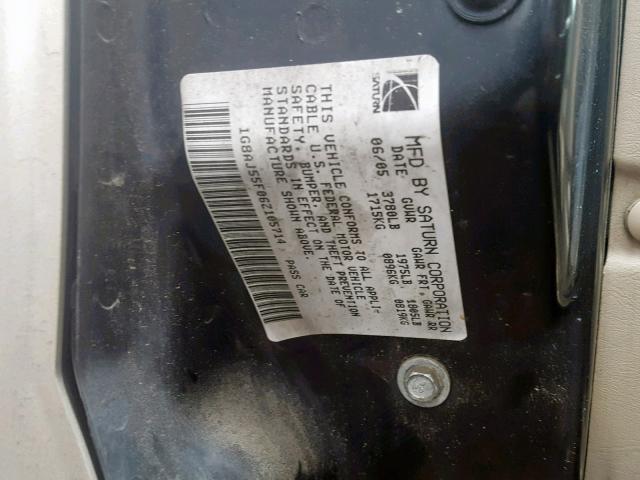 SATURN
MFD BY SATURN CORPORATION
DATE: GVWR GAWR FRT. GAWR RR
06/05 3780LB 1975LB 1805LB
1715KG 0896KG 0819KG
THIS VEHICLE CONFORMS TO ALL APPLI-
CABLE U.S. FEDERAL MOTOR VEHICLE
SAFETY, BUMPER, AND THEFT PREVENTION
STANDARDS IN EFFECT ON THE DATE OF
MANUFACTURE SHOWN ABOVE.
1G8AJ55F06Z105714 PASS CAR